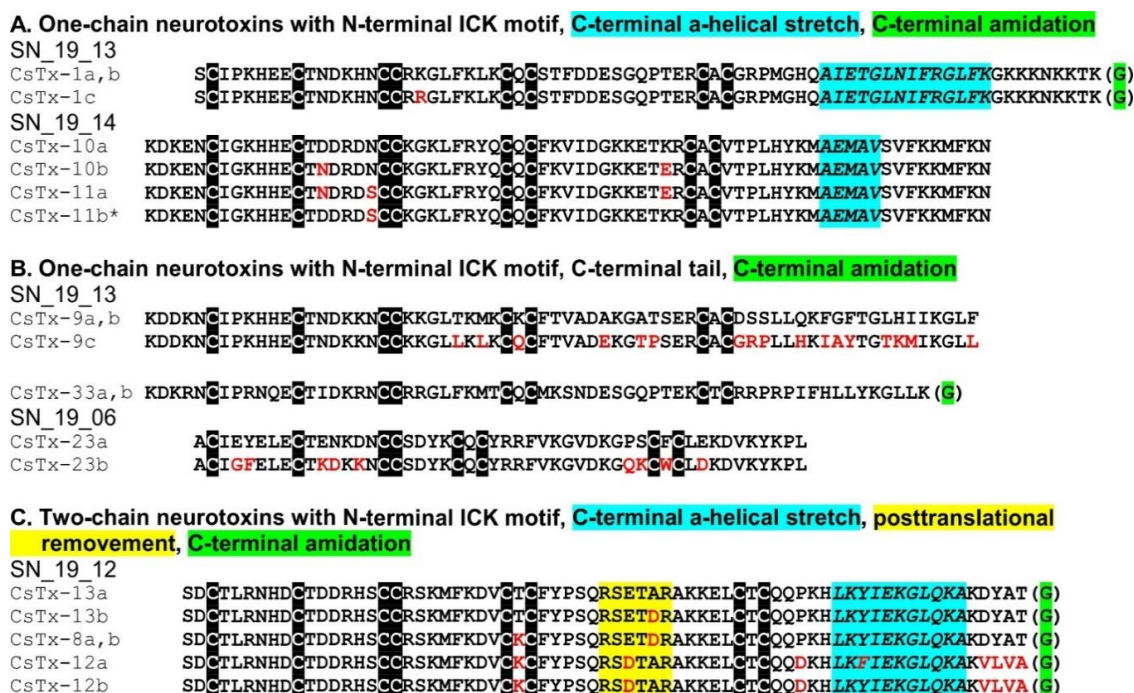 A. One-chain neurotoxins with N-terminal ICK motif, C-terminal a-helical stretch, C-terminal amidation
SN_19_13
CsTx-1a,b SCIPKHEECTNDKHNCCRKGLFKLKCQCSTFDDESGQPTERCACGRPMGHQAIETGLNIFRGLFKGKKKNKKTK(G)
CsTx-1c SCIPKHEECTNDKHNCCRRGLFKLKCQCSTFDDESGQPTERCACGRPMGHQAIETGLNIFRGLFKGKKKNKKTK(G)
SN_19_14
CsTx-10a KDKENCIGKHHECTDDRDNCCKGKLFRYQCQCFKVIDGKKETKRCACVTPLHYKMAEMAVSVFKKMFKN
CsTx-10b KDKENCIGKHHECTNDRDNCCKGKLFRYQCQCFKVIDGKKETERCACVTPLHYKMAEMAVSVFKKMFKN
CsTx-11a KDKENCIGKHHECTNDRDSCCKGKLFRYQCQCFKVIDGKKETERCACVTPLHYKMAEMAVSVFKKMFKN
CsTx-11b* KDKENCIGKHHECTDDRDSCCKGKLFRYQCQCFKVIDGKKETKRCACVTPLHYKMAEMAVSVFKKMFKN
B. One-chain neurotoxins with N-terminal ICK motif, C-terminal tail, C-terminal amidation
SN_19_13
CsTx-9a,b KDDKNCIPKHHECTNDKKNCCKKGLTKMKCKCFTVADAKGATSERCACDSSLLQKFGFTGLHIIKGLF
CsTx-9c KDDKNCIPKHHECTNDKKNCCKKGLLKLKCQCFTVADEKGTPSERCACGRPLLHKIAYTGTKMIKGLL
CsTx-33a,b KDKRNCIPRNQECTIDKRNCCRRGLFKMTCQCMKSNDESGQPTEKCTCRRPRPIFHLLYKGLLK(G)
SN_19_06
CsTx-23a ACIEYELECTENKDNCCSDYKCQCYRRFVKGVDKGPSCFCLEKDVKYKPL
CsTx-23b ACIGFELECTKDKKNCCSDYKCQCYRRFVKGVDKGQKCWCLDKDVKYKPL
C. Two-chain neurotoxins with N-terminal ICK motif, C-terminal a-helical stretch, posttranslational
removement, C-terminal amidation
SN_19_12
CsTx-13a SDCTLRNHDCTDDRHSCCRSKMFKDVCTCFYPSQRSETARAKKELCTCQQPKHLKYIEKGLQKAKDYAT(G)
CsTx-13b SDCTLRNHDCTDDRHSCCRSKMFKDVCTCFYPSQRSETDRAKKELCTCQQPKHLKYIEKGLQKAKDYAT(G)
CsTx-8a,b SDCTLRNHDCTDDRHSCCRSKMFKDVCKCFYPSQRSETDRAKKELCTCQQPKHLKYIEKGLQKAKDYAT(G)
CsTx-12a SDCTLRNHDCTDDRHSCCRSKMFKDVCKCFYPSQRSDTARAKKELCTCQQDKHLKFIEKGLQKAKVLVA(G)
CsTx-12b SDCTLRNHDCTDDRHSCCRSKMFKDVCKCFYPSQRSDTARAKKELCTCQQPKHLKYIEKGLQKAKVLVA(G)